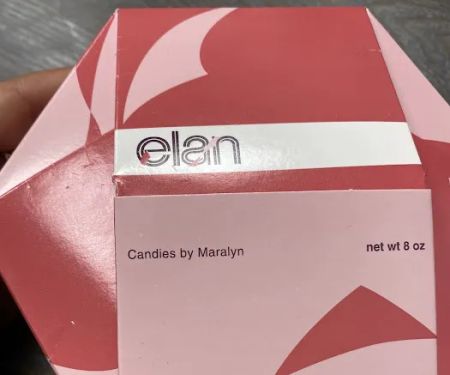 elan
Candies by Maralyn
net wt 8 oz